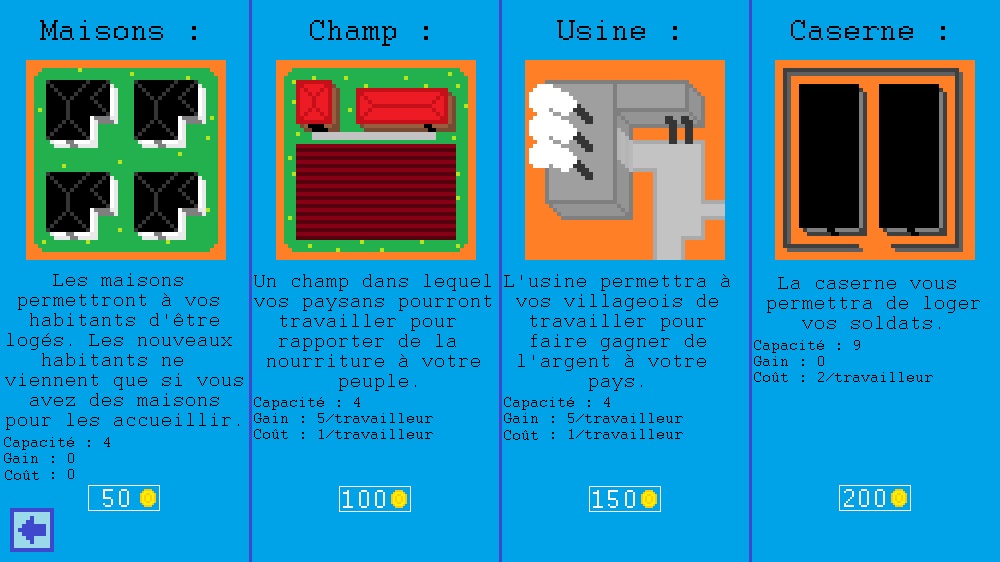 Maisons :
Les maisons
permettront à vos
habitants d'être
logés. Les nouveaux
habitants ne
viennent que si vous
avez des maisons
pour les accueillir.
Capacité : 4
Gain : 0
Coût : 0
50
Champ :
Un champ dans lequel
vos paysans pourront
travailler pour
rapporter de la
nourriture à votre
peuple.
Capacité : 4
Gain : 5/travailleur
Coût : 1/travailleur
100
Usine :
L'usine permettra à
vos villageois de
travailler pour
faire gagner de
l'argent à votre
pays.
Capacité : 4
Gain : 5/travailleur
Coût : 1/travailleur
150
Caserne :
La caserne vous
permettra de loger
vos soldats.
Capacité : 9
Gain : 0
Coût : 2/travailleur
200